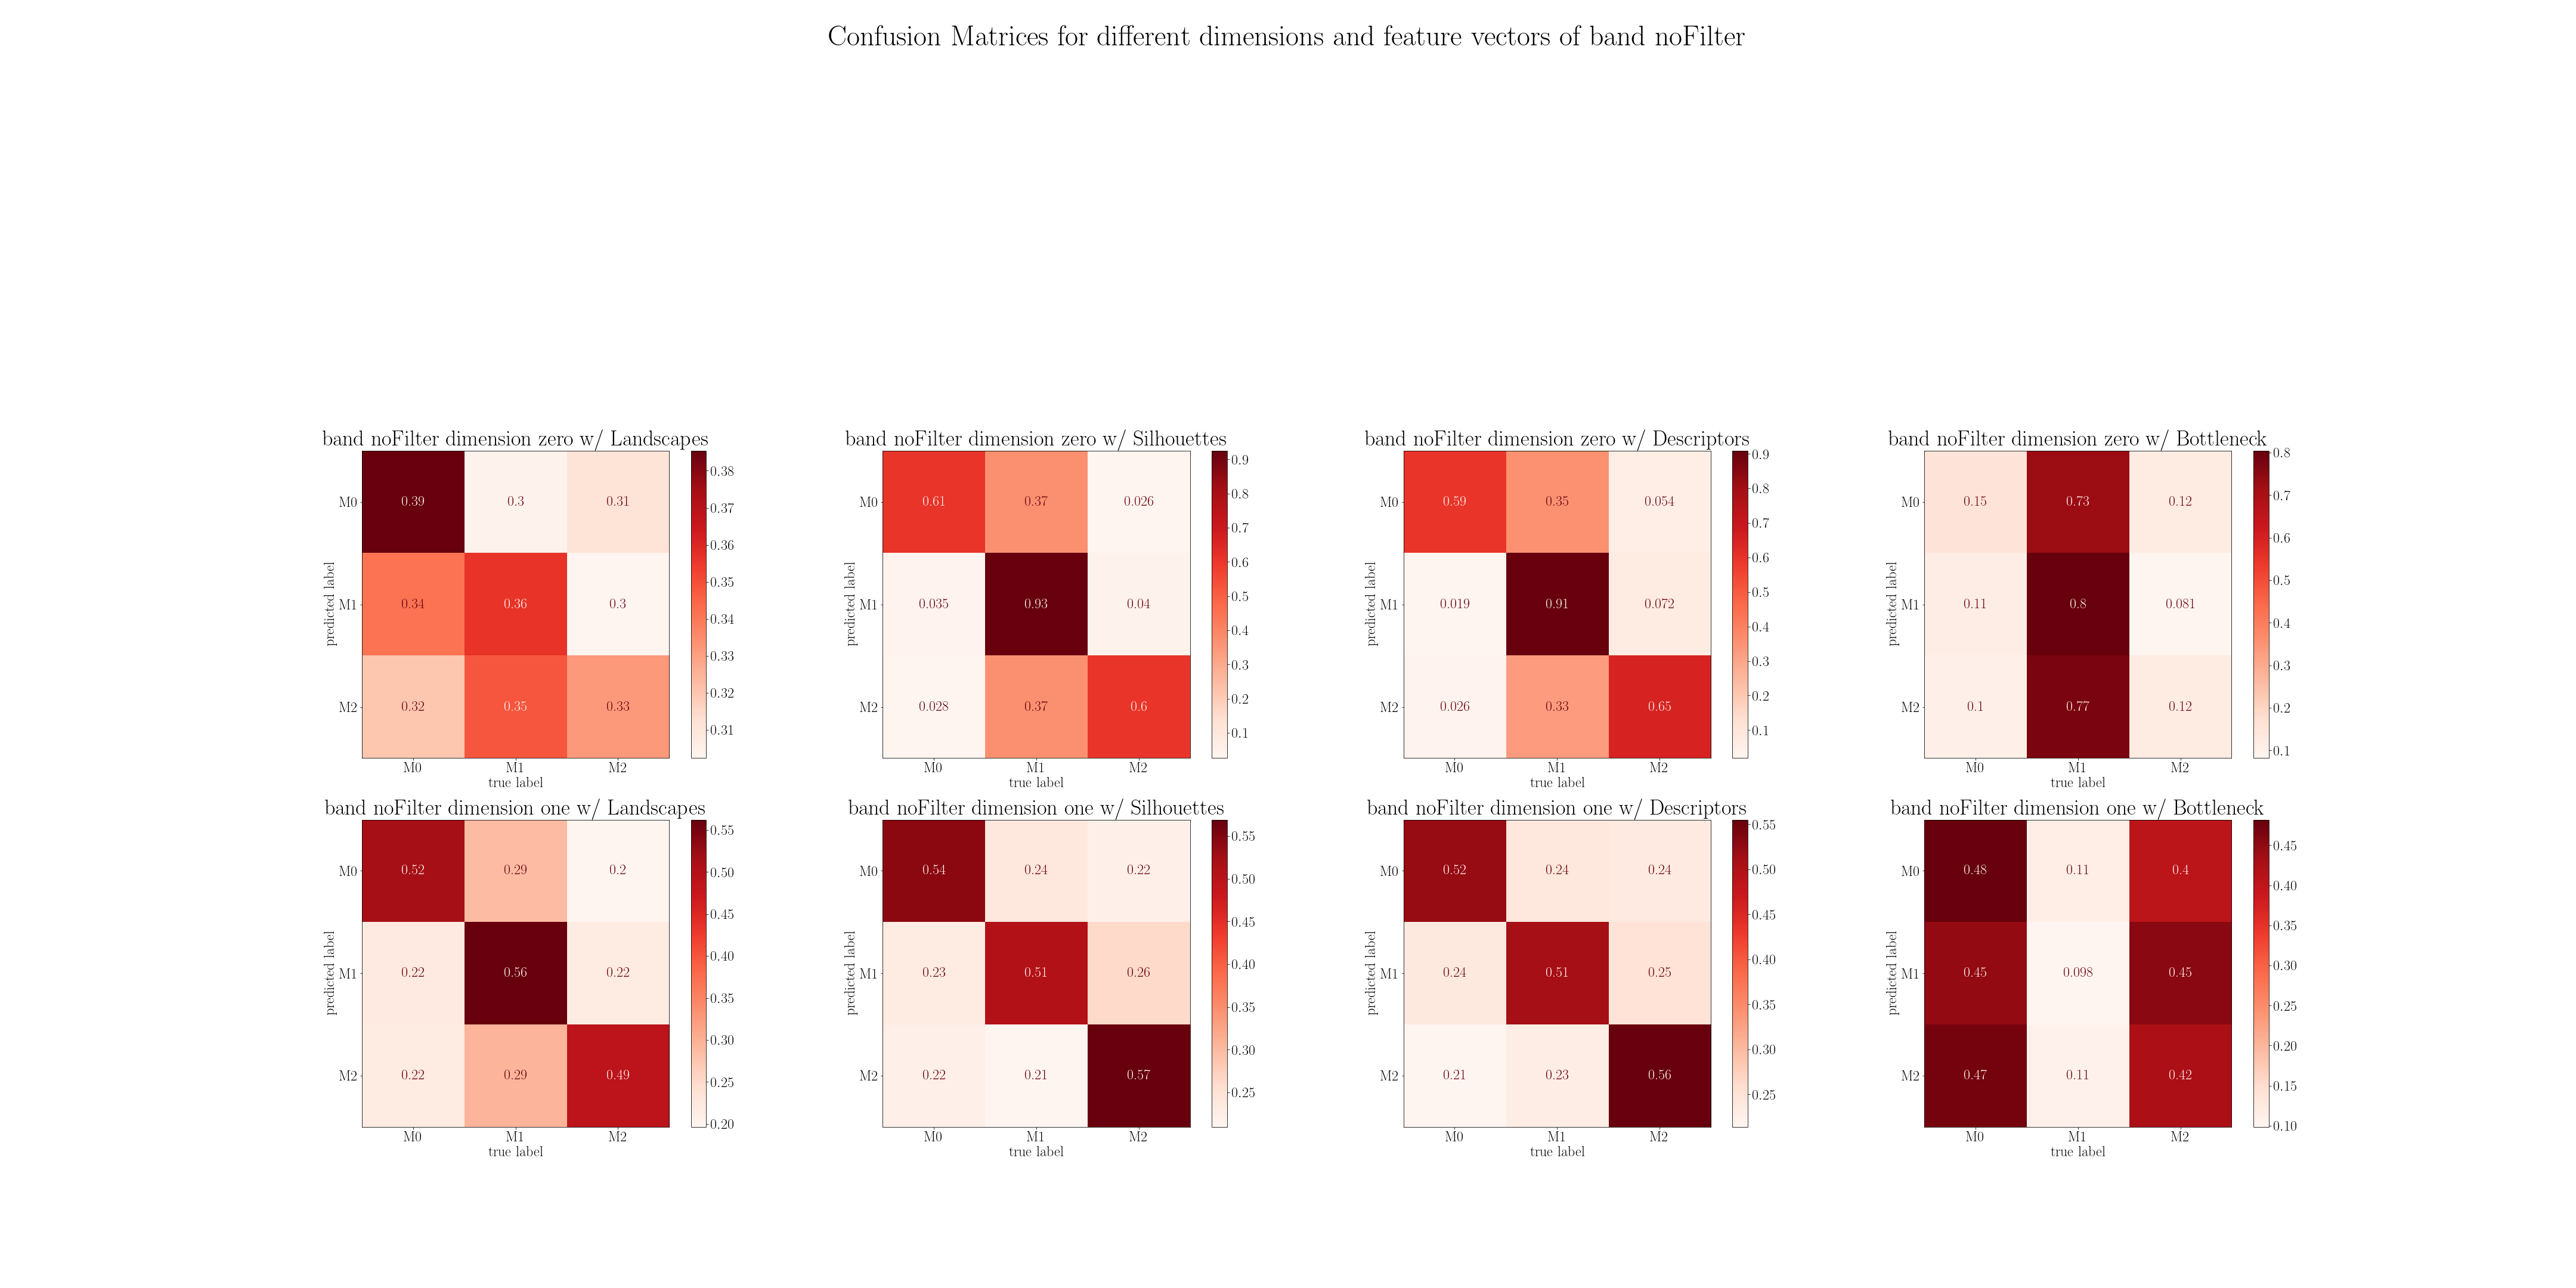 Confusion Matrices for different dimensions and feature vectors of band noFilter
band noFilter dimension zero w/ Landscapes
predicted label
M0 0.39 0.3 0.31
M1 0.34 0.36 0.3
M2 0.32 0.35 0.33
M0 M1 M2
true label
0.38
0.37
0.36
0.35
0.34
0.33
0.32
0.31
band noFilter dimension zero w/ Silhouettes
predicted label
M0 0.61 0.37 0.026
M1 0.035 0.93 0.04
M2 0.028 0.37 0.6
M0 M1 M2
true label
0.9
0.8
0.7
0.6
0.5
0.4
0.3
0.2
0.1
band noFilter dimension zero w/ Descriptors
predicted label
M0 0.59 0.35 0.054
M1 0.019 0.91 0.072
M2 0.026 0.33 0.65
M0 M1 M2
true label
0.9
0.8
0.7
0.6
0.5
0.4
0.3
0.2
0.1
band noFilter dimension zero w/ Bottleneck
predicted label
M0 0.15 0.73 0.12
M1 0.11 0.8 0.081
M2 0.1 0.77 0.12
M0 M1 M2
true label
0.8
0.7
0.6
0.5
0.4
0.3
0.2
0.1
band noFilter dimension one w/ Landscapes
predicted label
M0 0.52 0.29 0.2
M1 0.22 0.56 0.22
M2 0.22 0.29 0.49
M0 M1 M2
true label
0.55
0.50
0.45
0.40
0.35
0.30
0.25
0.20
band noFilter dimension one w/ Silhouettes
predicted label
M0 0.54 0.24 0.22
M1 0.23 0.51 0.26
M2 0.22 0.21 0.57
M0 M1 M2
true label
0.55
0.50
0.45
0.40
0.35
0.30
0.25
band noFilter dimension one w/ Descriptors
predicted label
M0 0.52 0.24 0.24
M1 0.24 0.51 0.25
M2 0.21 0.23 0.56
M0 M1 M2
true label
0.55
0.50
0.45
0.40
0.35
0.30
0.25
band noFilter dimension one w/ Bottleneck
predicted label
M0 0.48 0.11 0.4
M1 0.45 0.098 0.45
M2 0.47 0.11 0.42
M0 M1 M2
true label
0.45
0.40
0.35
0.30
0.25
0.20
0.15
0.10